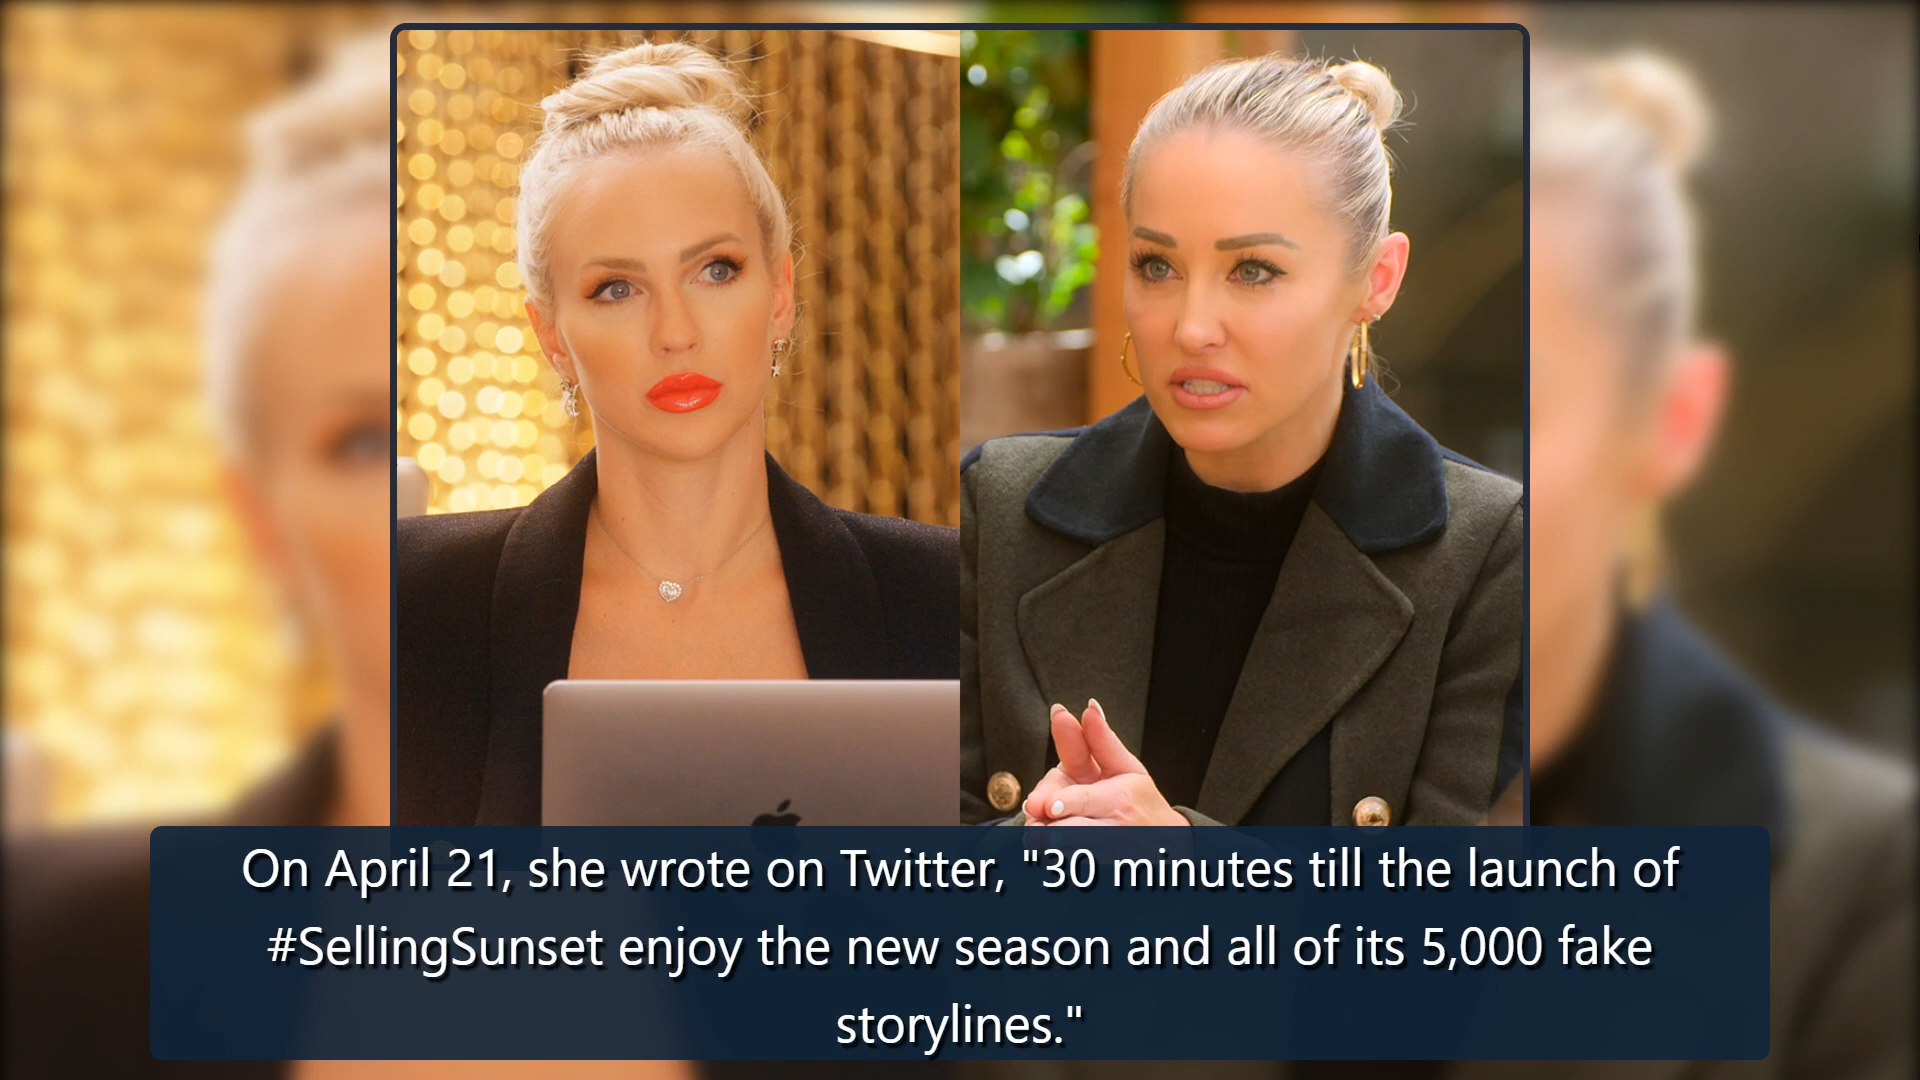 On April 21, she wrote on Twitter, "30 minutes till the launch of
#SellingSunset enjoy the new season and all of its 5,000 fake
storylines."